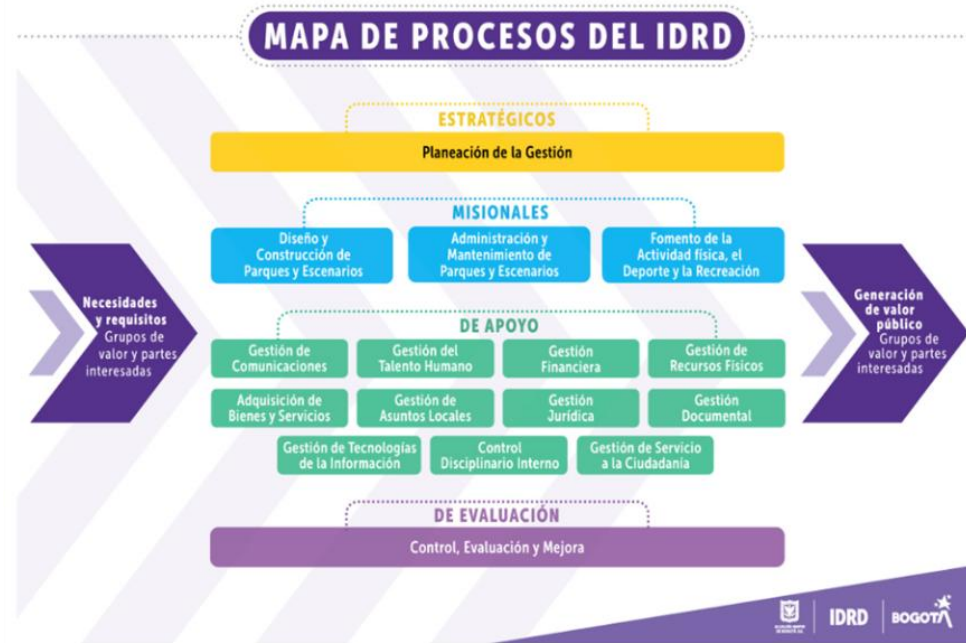 MAPA DE PROCESOS DEL IDRD
ESTRATÉGICOS
Planeación de la Gestión
MISIONALES
Diseño y
Construcción de
Parques y Escenarios
Administración y
Mantenimiento de
Parques y Escenarios
Fomento de la
Actividad física, el
Deporte y la Recreación
Necesidades
y requisitos
Grupos de
valor y partes
interesadas
DE APOYO
Gestión de
Comunicaciones
Gestión del
Talento Humano
Gestión
Financiera
Gestión de
Recursos Físicos
Adquisición de
Bienes y Servicios
Gestión de
Asuntos Locales
Gestión
Jurídica
Gestión
Documental
Gestión de Tecnologías
de la Información
Control
Disciplinario Interno
Gestión de Servicio
a la Ciudadanía
Generación
de valor
público
Grupos de
valor y partes
interesadas
DE EVALUACIÓN
Control, Evaluación y Mejora
IDRD
BOGOTÁ